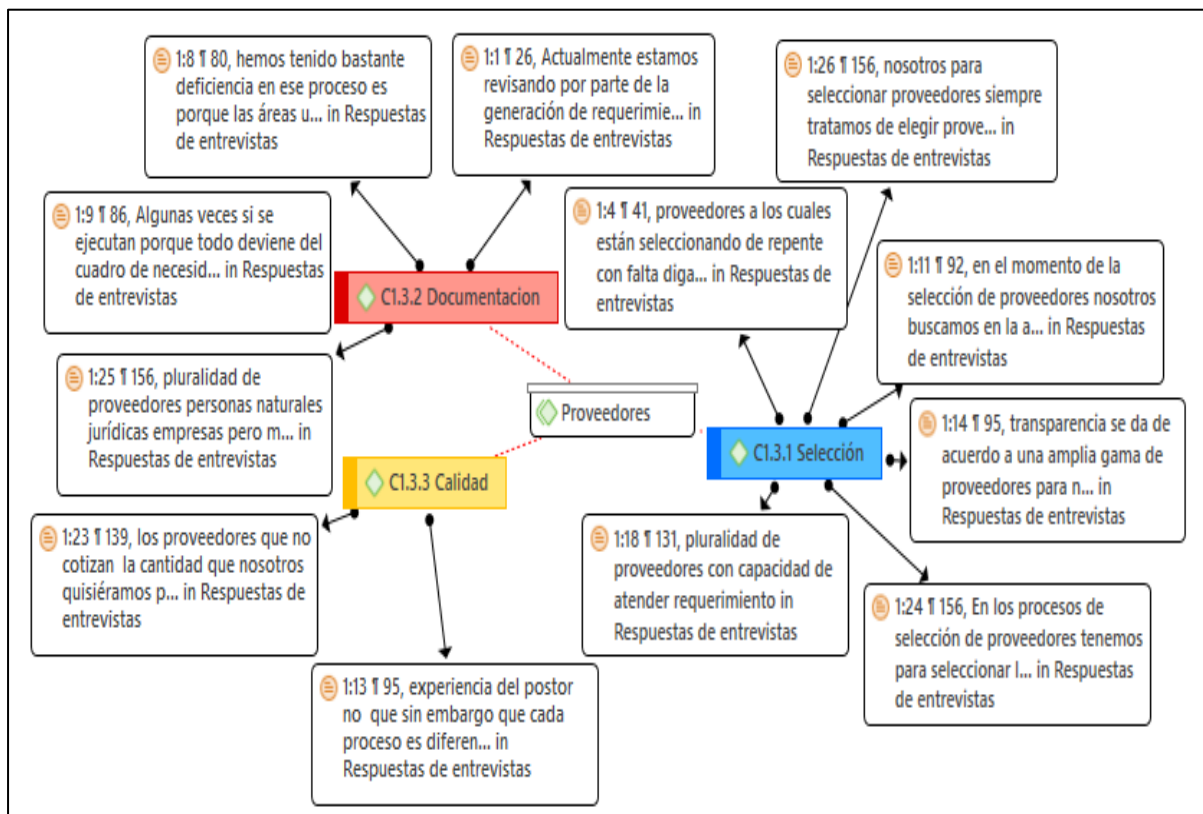 1:8 ¶ 80, hemos tenido bastante
deficiencia en ese proceso es
porque las áreas u... in Respuestas
de entrevistas
1:1 ¶ 26, Actualmente estamos
revisando por parte de la
generación de requerimie... in
Respuestas de entrevistas
1:26 ¶ 156, nosotros para
seleccionar proveedores siempre
tratamos de elegir prove... in
Respuestas de entrevistas
1:9 ¶ 86, Algunas veces si se
ejecutan porque todo deviene del
cuadro de necesid... in Respuestas
de entrevistas
1:4 ¶ 41, proveedores a los cuales
están seleccionando de repente
con falta diga... in Respuestas de
entrevistas
1:11 ¶ 92, en el momento de la
selección de proveedores nosotros
buscamos en la a... in Respuestas
de entrevistas
C1.3.2 Documentacion
1:25 ¶ 156, pluralidad de
proveedores personas naturales
jurídicas empresas pero m... in
Respuestas de entrevistas
Proveedores
C1.3.1 Selección
1:14 ¶ 95, transparencia se da de
acuerdo a una amplia gama de
proveedores para n... in
Respuestas de entrevistas
C1.3.3 Calidad
1:23 ¶ 139, los proveedores que no
cotizan la cantidad que nosotros
quisiéramos p... in Respuestas de
entrevistas
1:18 ¶ 131, pluralidad de
proveedores con capacidad de
atender requerimiento in
Respuestas de entrevistas
1:24 ¶ 156, En los procesos de
selección de proveedores tenemos
para seleccionar l... in Respuestas
de entrevistas
1:13 ¶ 95, experiencia del postor
no que sin embargo que cada
proceso es diferen... in
Respuestas de entrevistas